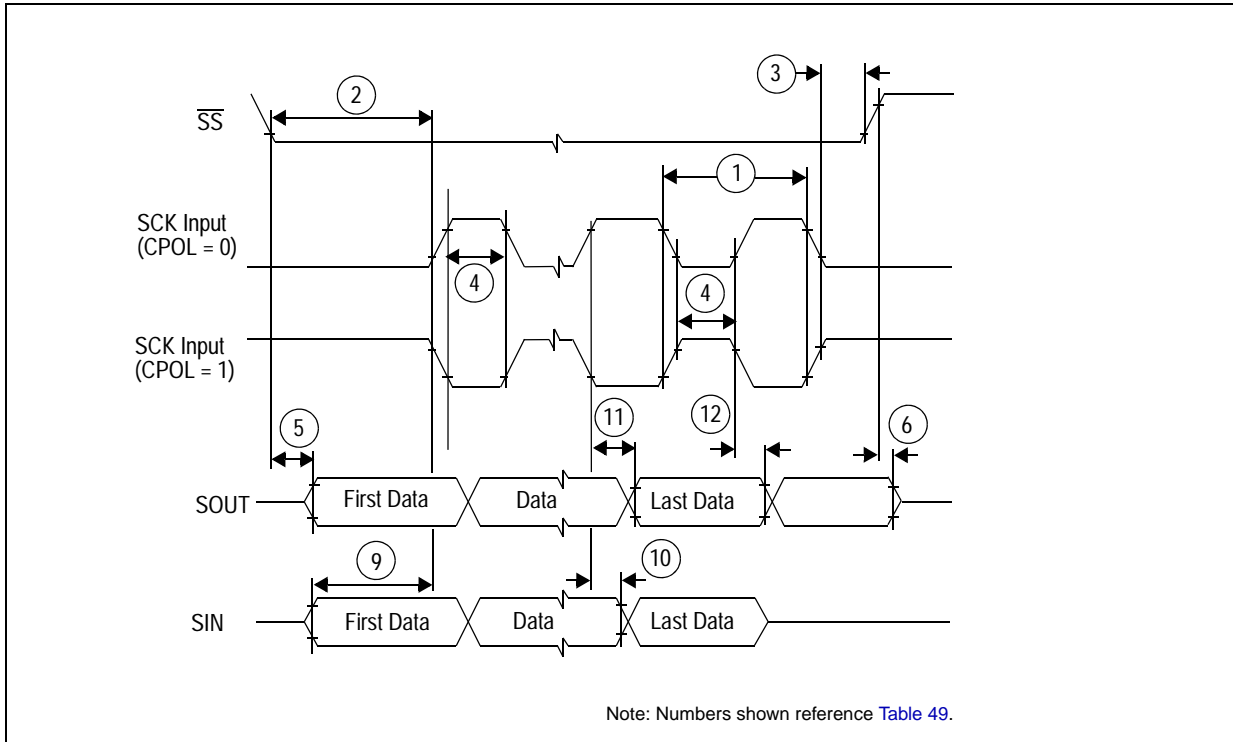 3
2
SS
1
SCK Input
(CPOL = 0)
4
4
SCK Input
(CPOL = 1)
5
11
12
6
SOUT
First Data
Data
Last Data
9
10
SIN
First Data
Data
Last Data
Note: Numbers shown reference Table 49.